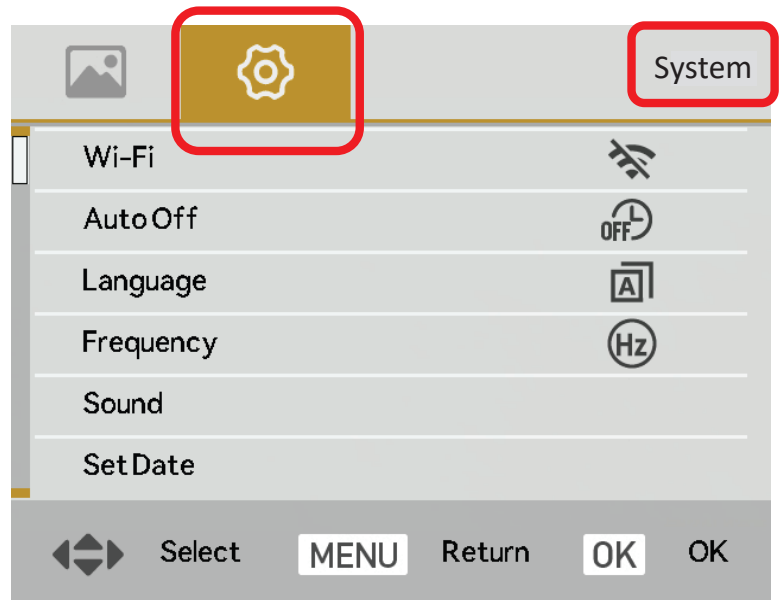 System
Wi-Fi
Auto Off
OFF
Language
A
Frequency
Hz
Sound
Set Date
Select MENU Return OK OK